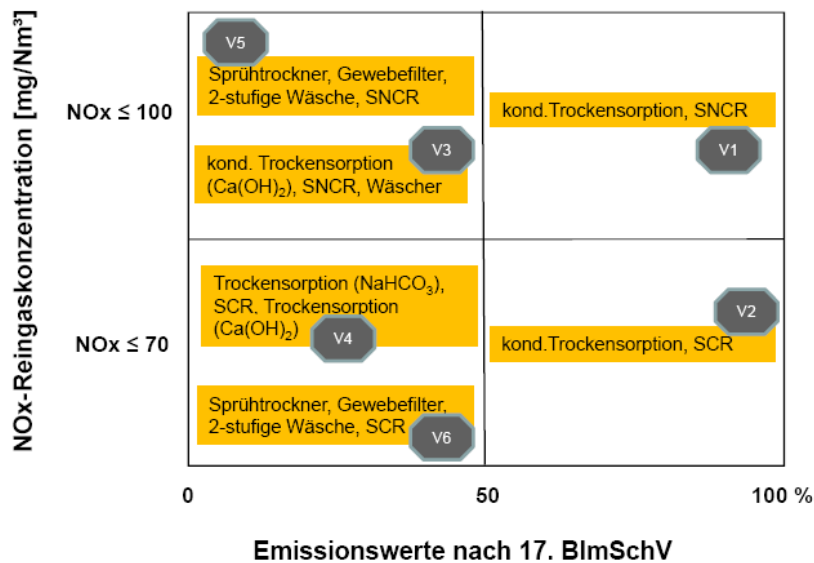 NOx-Reingaskonzentration [mg/Nm³]
NOx ≤ 100
V5
Sprühtrockner, Gewebefilter,
2-stufige Wäsche, SNCR
kond. Trockensorption
(Ca(OH)₂), SNCR, Wäscher
V3
kond.Trockensorption, SNCR
V1
NOx ≤ 70
Trockensorption (NaHCO₃),
SCR, Trockensorption
(Ca(OH)₂)
V4
Sprühtrockner, Gewebefilter,
2-stufige Wäsche, SCR
V6
V2
kond.Trockensorption, SCR
0
50
100 %
Emissionswerte nach 17. BImSchV